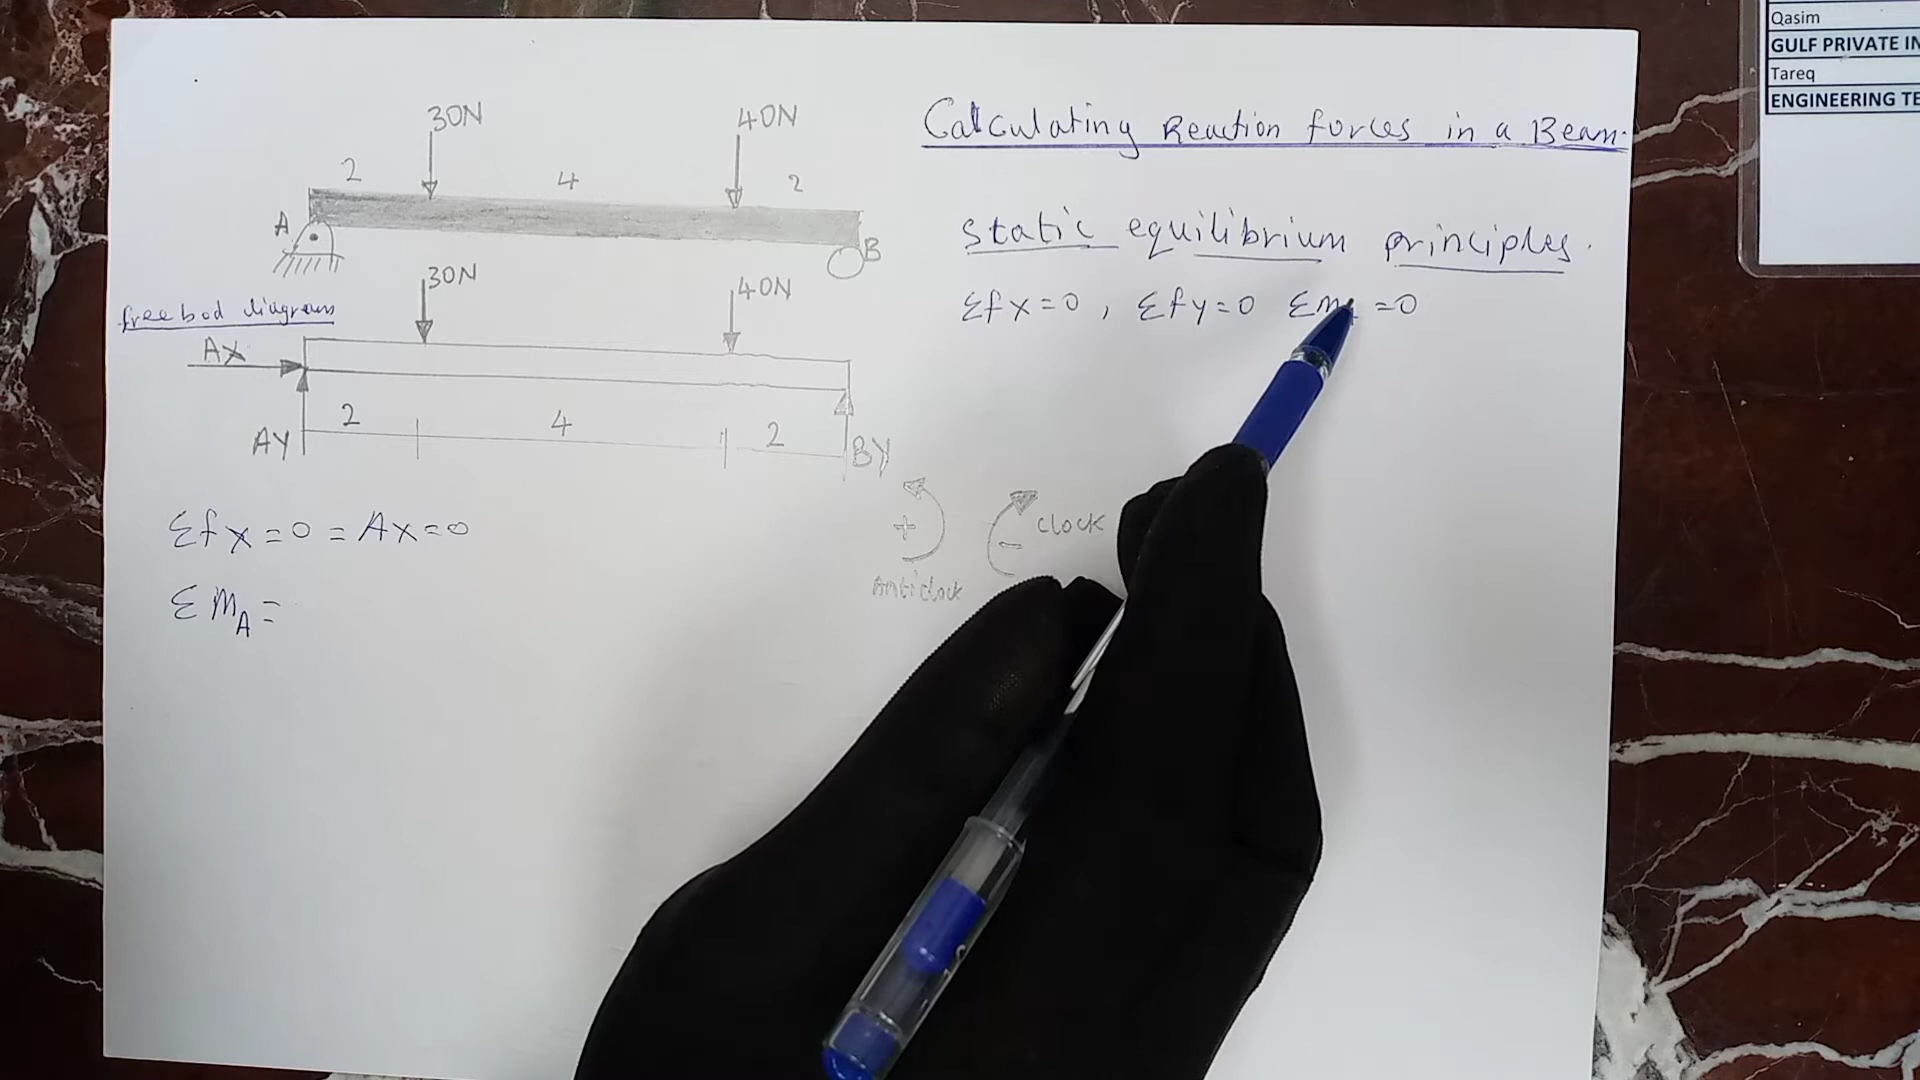 Qasim
GULF PRIVATE IN
Tareq
ENGINEERING TE
Calculating Reaction forces in a Beam.
30N 40N
2 4 2
A B
static equilibrium principles.
Σfx=0, Σfy=0 Σm =0
free bod diagram
30N 40N
Ax
2 4 2
AY BY
Σfx=0=Ax=0
ΣMA=
+ Anticlock
- clock